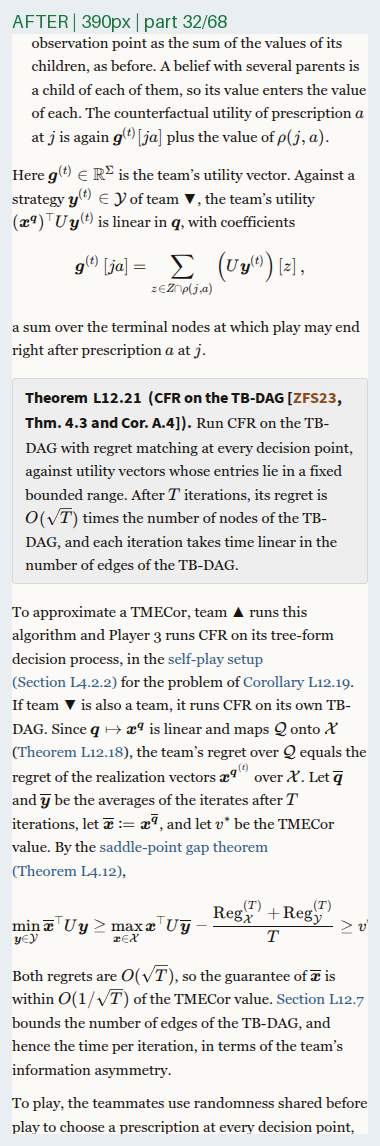 AFTER | 390px | part 32/68
observation point as the sum of the values of its
children, as before. A belief with several parents is
a child of each of them, so its value enters the value
of each. The counterfactual utility of prescription a
at j is again g^(t)[ja] plus the value of ρ(j, a).
Here g^(t) ∈ ℝ^Σ is the team's utility vector. Against a
strategy y^(t) ∈ 𝒴 of team ▼, the team's utility
(x^q)^⊤Uy^(t) is linear in q, with coefficients
g^(t) [ja] = ∑_{z∈Z∩ρ(j,a)} (Uy^(t)) [z] ,
a sum over the terminal nodes at which play may end
right after prescription a at j.
Theorem L12.21 (CFR on the TB-DAG [ZFS23,
Thm. 4.3 and Cor. A.4]). Run CFR on the TB-
DAG with regret matching at every decision point,
against utility vectors whose entries lie in a fixed
bounded range. After T iterations, its regret is
O(√T) times the number of nodes of the TB-
DAG, and each iteration takes time linear in the
number of edges of the TB-DAG.
To approximate a TMECor, team ▲ runs this
algorithm and Player 3 runs CFR on its tree-form
decision process, in the self-play setup
(Section L4.2.2) for the problem of Corollary L12.19.
If team ▼ is also a team, it runs CFR on its own TB-
DAG. Since q ↦ x^q is linear and maps 𝒬 onto 𝒳
(Theorem L12.18), the team's regret over 𝒬 equals the
regret of the realization vectors x^{q^(t)} over 𝒳. Let q̅
and y̅ be the averages of the iterates after T
iterations, let x̅ := x^q̅, and let v* be the TMECor
value. By the saddle-point gap theorem
(Theorem L4.12),
min_{y∈𝒴} x̅^⊤Uy ≥ max_{x∈𝒳} x^⊤Uy̅ − (Reg_𝒳^(T) + Reg_𝒴^(T)) / T ≥ v
Both regrets are O(√T), so the guarantee of x̅ is
within O(1/√T) of the TMECor value. Section L12.7
bounds the number of edges of the TB-DAG, and
hence the time per iteration, in terms of the team's
information asymmetry.
To play, the teammates use randomness shared before
play to choose a prescription at every decision point,